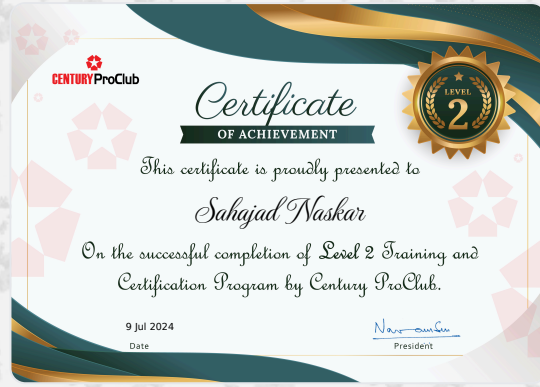 CENTURY ProClub
Certificate
OF ACHIEVEMENT
LEVEL
2
This certificate is proudly presented to
Sahajad Naskar
On the successful completion of Level 2 Training and
Certification Program by Century ProClub.
9 Jul 2024
Date
President